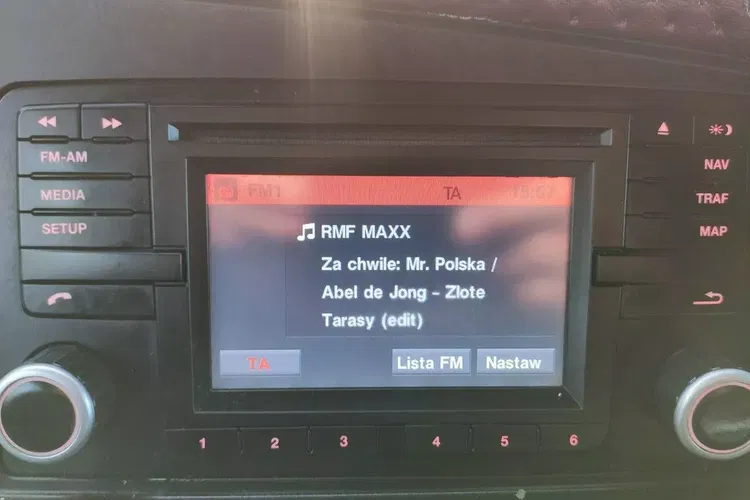 FM-AM
MEDIA
SETUP
NAV
TRAF
MAP
FM1 TA
RMF MAXX
Za chwile: Mr. Polska /
Abel de Jong - Zlote
Tarasy (edit)
TA Lista FM Nastaw
1 2 3 4 5 6